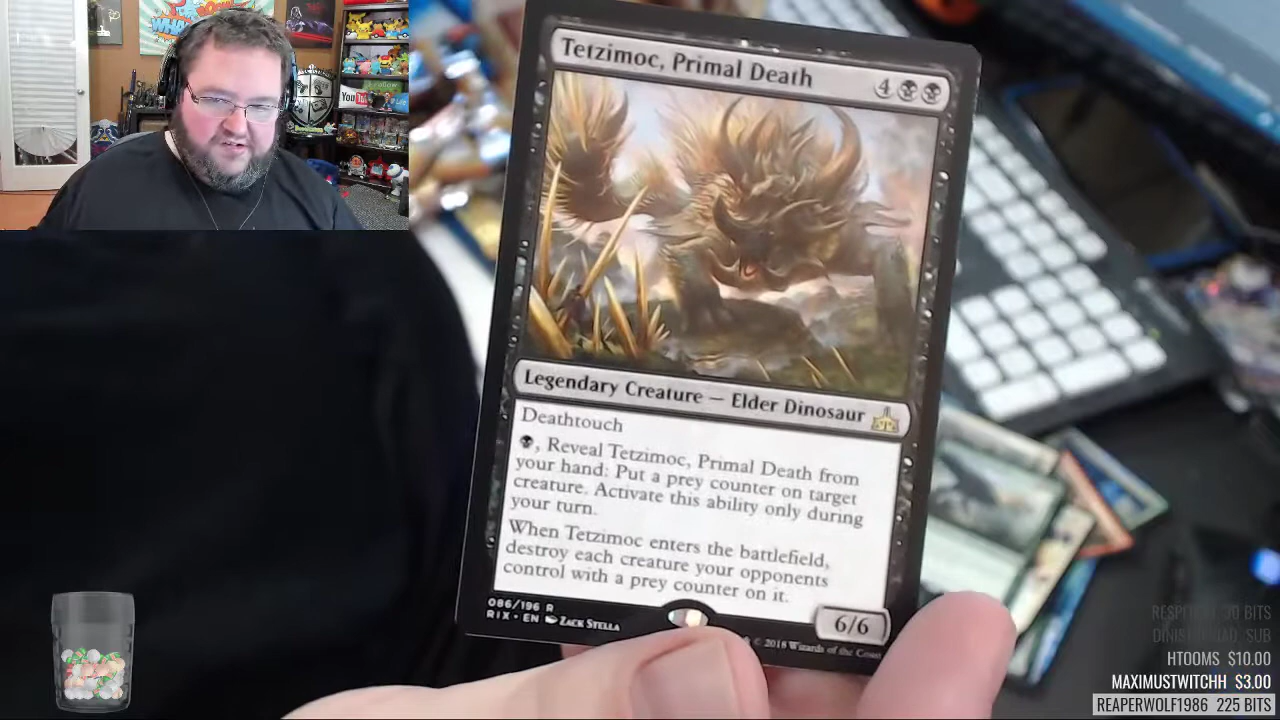 Tetzimoc, Primal Death
4
Legendary Creature — Elder Dinosaur
Deathtouch
, Reveal Tetzimoc, Primal Death from
your hand: Put a prey counter on target
creature. Activate this ability only during
your turn.
When Tetzimoc enters the battlefield,
destroy each creature your opponents
control with a prey counter on it.
086/196 R
RIX • EN ZACK STELLA
6/6
© 2018 Wizards of the Coast
You
HTOOMS $10.00
MAXIMUSTWITCHH $3.00
REAPERWOLF1986 225 BITS